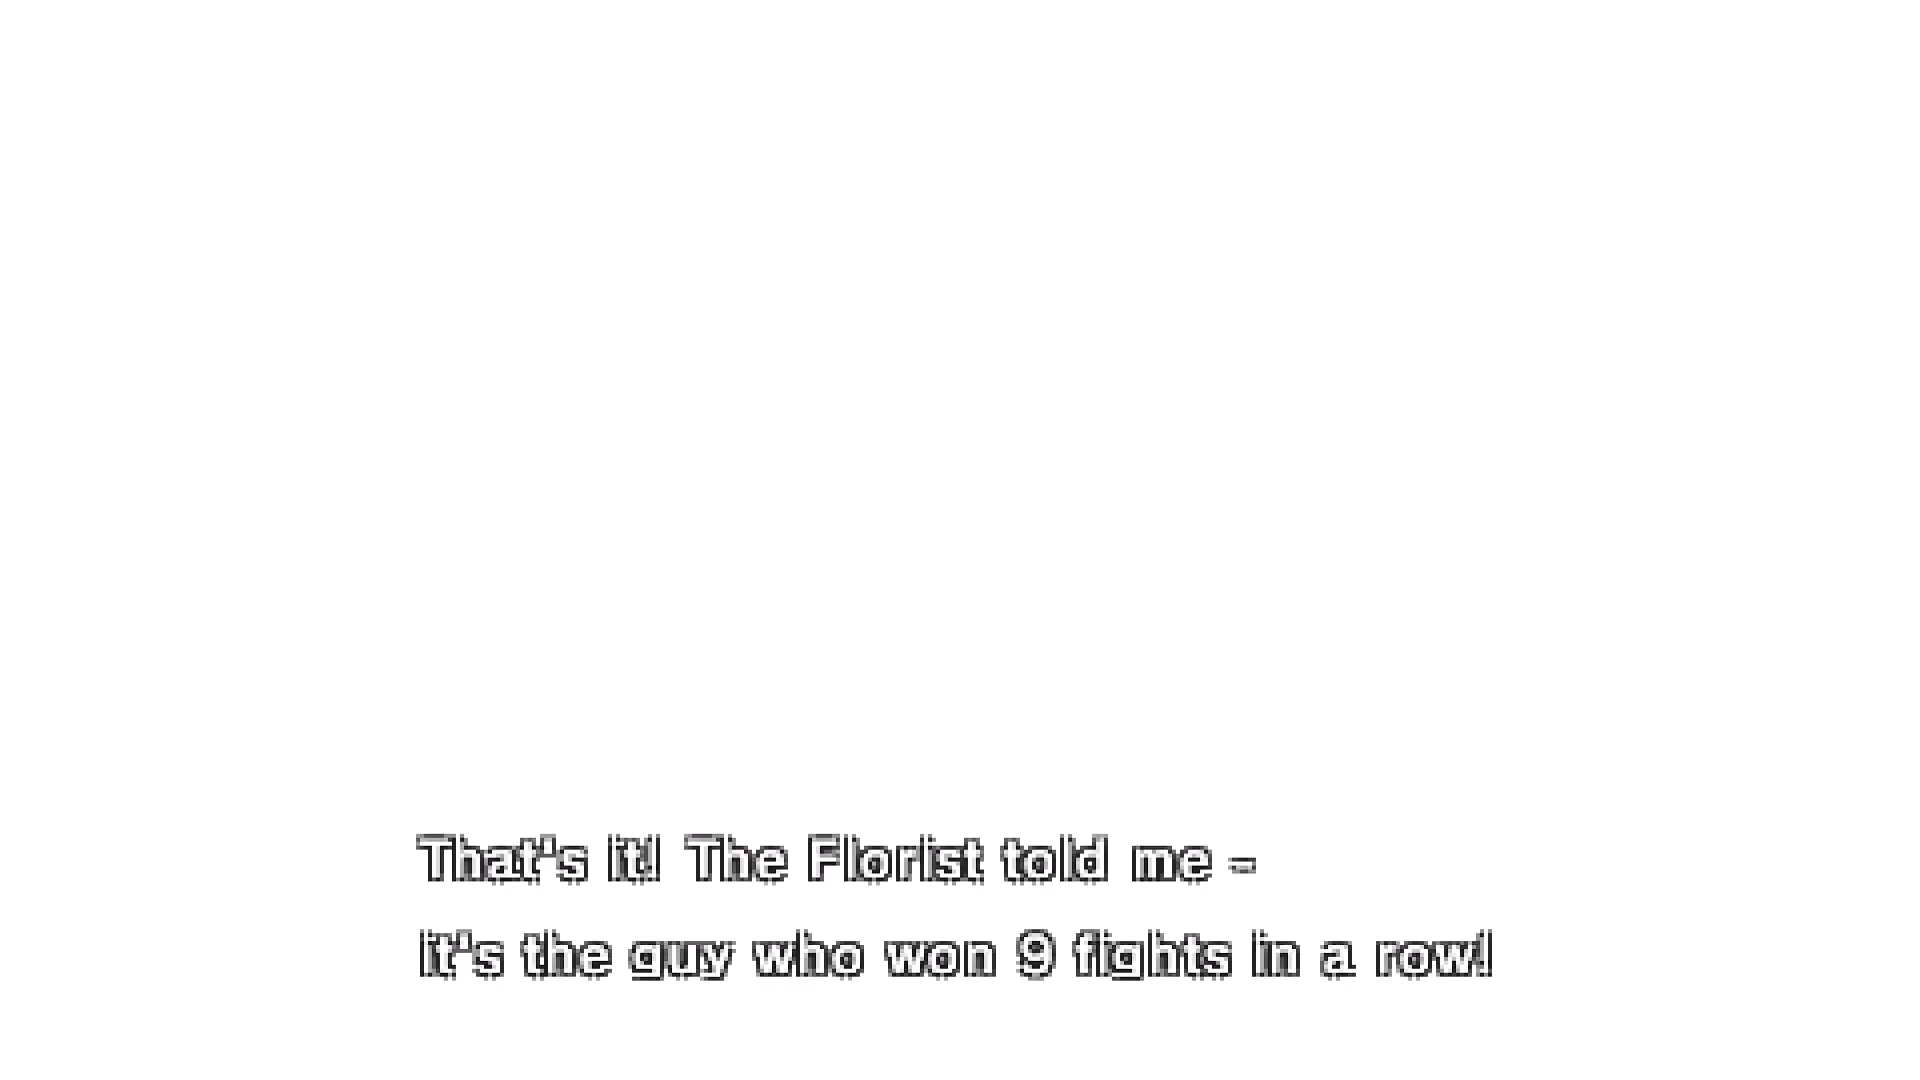 That's it! The Florist told me –
it's the guy who won 9 fights in a row!